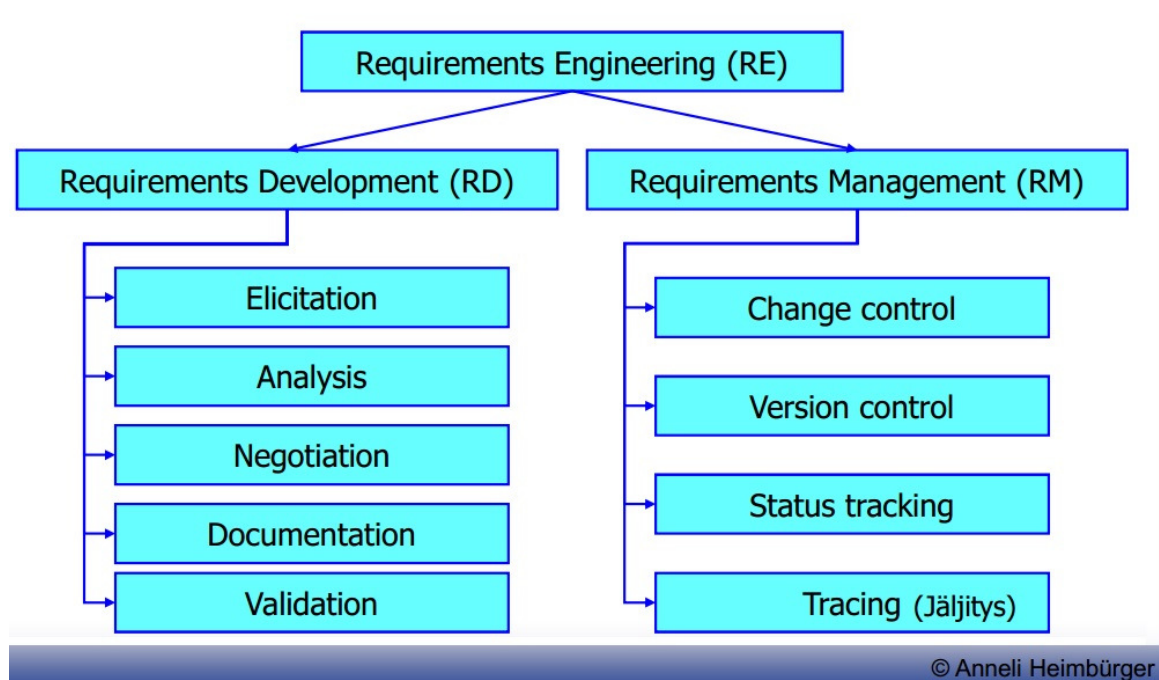 Requirements Engineering (RE)
Requirements Development (RD)
Elicitation
Analysis
Negotiation
Documentation
Validation
Requirements Management (RM)
Change control
Version control
Status tracking
Tracing (Jäljitys)
© Anneli Heimbürger